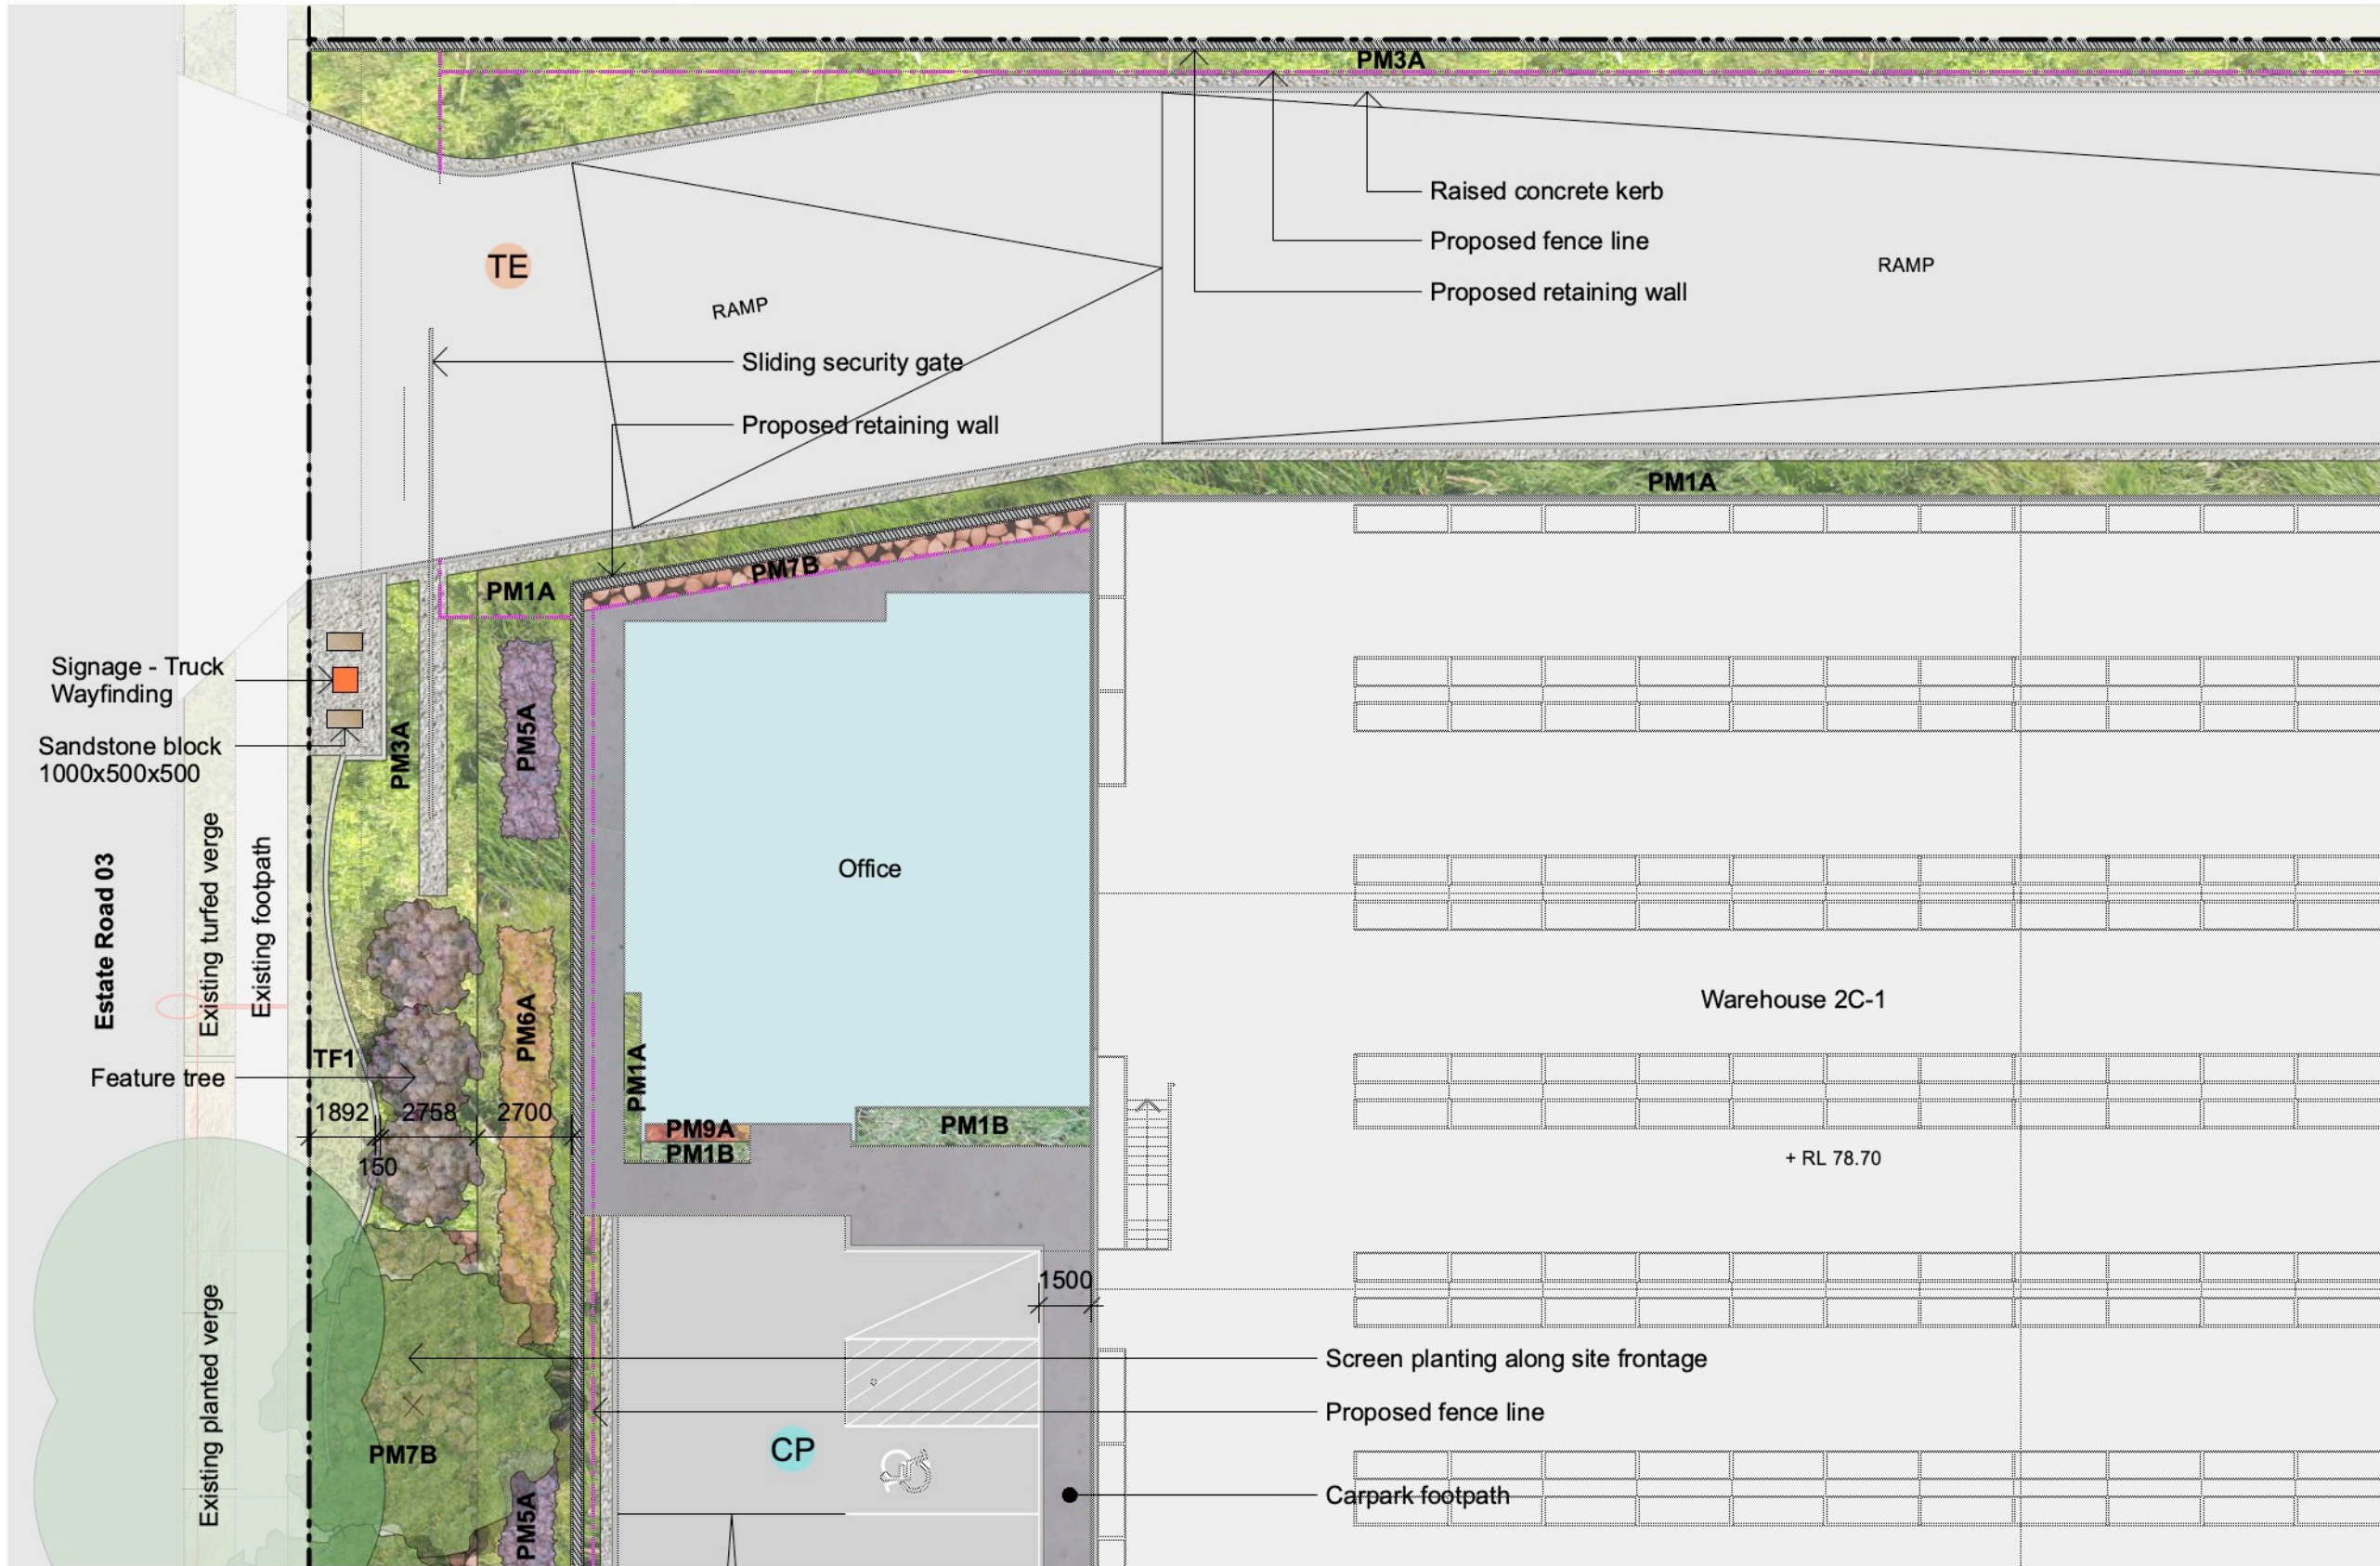 PM3A
Raised concrete kerb
Proposed fence line
Proposed retaining wall
RAMP
TE
RAMP
Sliding security gate
Proposed retaining wall
PM1A
PM7B
PM1A
Signage - Truck
Wayfinding
Sandstone block
1000x500x500
PM3A
PM5A
Office
Estate Road 03
Existing turfed verge
Existing footpath
Warehouse 2C-1
PM6A
TF1
Feature tree
PM1A
1892
2758
2700
150
PM9A
PM1B
PM1B
+ RL 78.70
1500
Screen planting along site frontage
Proposed fence line
Existing planted verge
PM7B
CP
PM5A
Carpark footpath